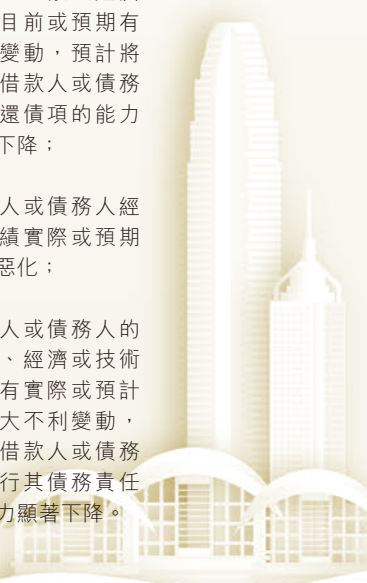 目前或預期有
變動，預計將
借款人或債務
還債項的能力
下降；
人或債務人經
績實際或預期
惡化；
人或債務人的
、經濟或技術
有實際或預計
大不利變動，
借款人或債務
行其債務責任
力顯著下降。